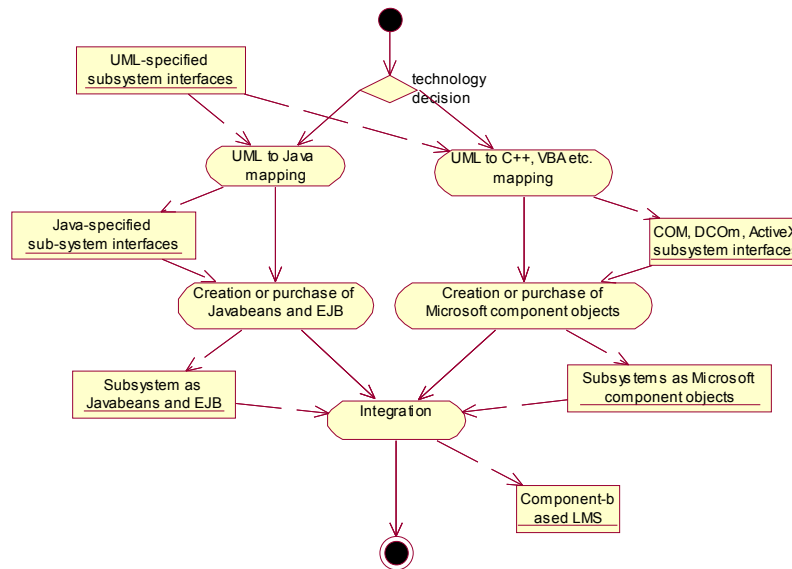 UML-specified
subsystem interfaces
technology
decision
UML to Java
mapping
UML to C++, VBA etc.
mapping
Java-specified
sub-system interfaces
COM, DCOm, ActiveX
subsystem interfaces
Creation or purchase of
Javabeans and EJB
Creation or purchase of
Microsoft component objects
Subsystem as
Javabeans and EJB
Subsystems as Microsoft
component objects
Integration
Component-b
ased LMS